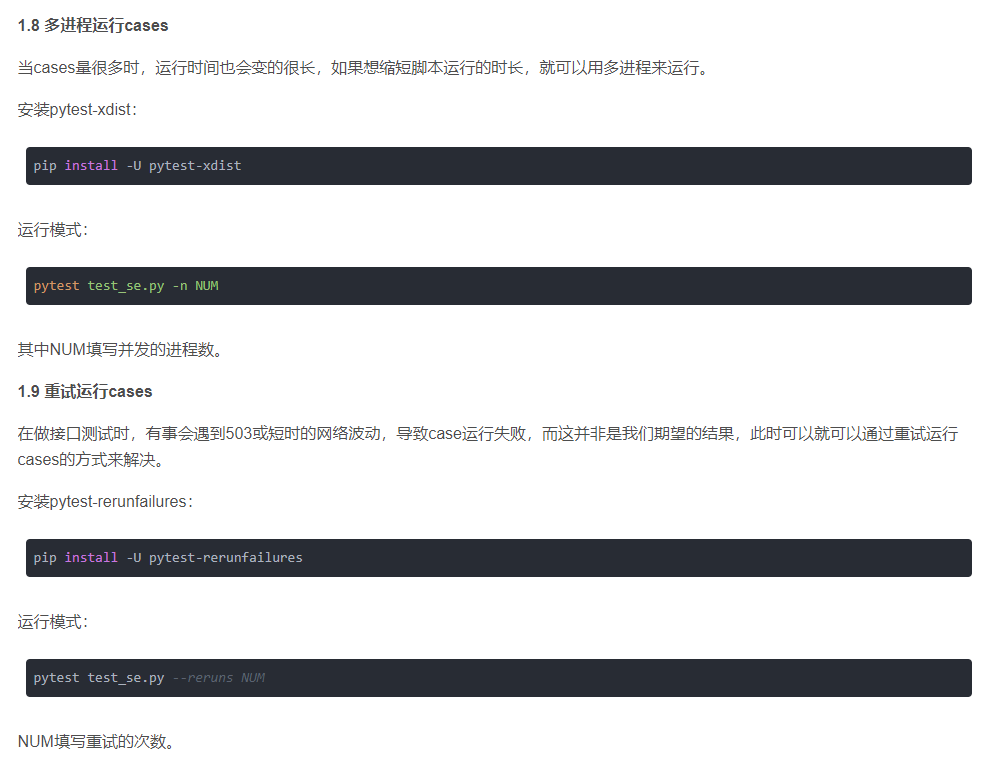 1.8 多进程运行cases
当cases量很多时，运行时间也会变的很长，如果想缩短脚本运行的时长，就可以用多进程来运行。
安装pytest-xdist：
pip install -U pytest-xdist
运行模式：
pytest test_se.py -n NUM
其中NUM填写并发的进程数。
1.9 重试运行cases
在做接口测试时，有事会遇到503或短时的网络波动，导致case运行失败，而这并非是我们期望的结果，此时可以就可以通过重试运行
cases的方式来解决。
安装pytest-rerunfailures：
pip install -U pytest-rerunfailures
运行模式：
pytest test_se.py --reruns NUM
NUM填写重试的次数。